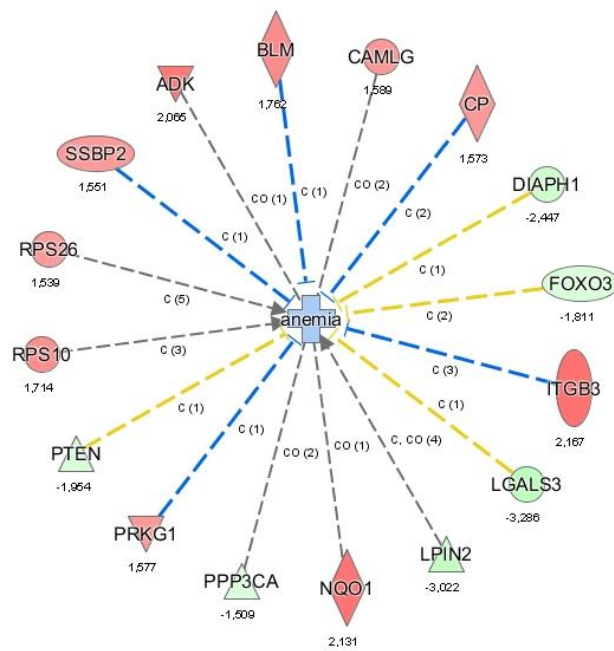 BLM
1,762
CAMLG
1,589
ADK
2,065
CP
1,573
SSBP2
1,551
DIAPH1
-2,447
RPS26
1,539
FOXO3
-1,811
RPS10
1,714
ITGB3
2,167
PTEN
-1,954
LGALS3
-3,286
PRKG1
1,577
LPIN2
-3,022
PPP3CA
-1,509
NQO1
2,131
anemia
CO (1)
C (1)
CO (2)
C (2)
C (1)
C (1)
C (5)
C (2)
C (3)
C (3)
C (1)
C (1)
C (1)
C, CO (4)
CO (2)
CO (1)